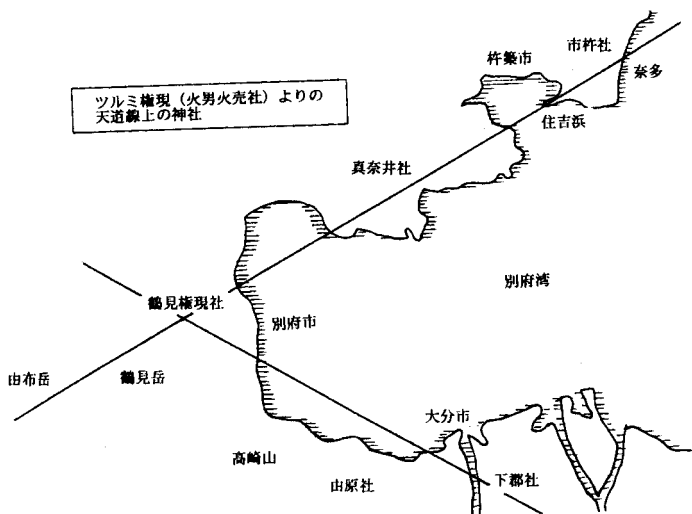 市杵社
杵築市
奈多
ツルミ権現（火男火売社）よりの
天道線上の神社
住吉浜
真奈井社
別府湾
鶴見権現社
別府市
由布岳
鶴見岳
大分市
高崎山
下郡社
由原社